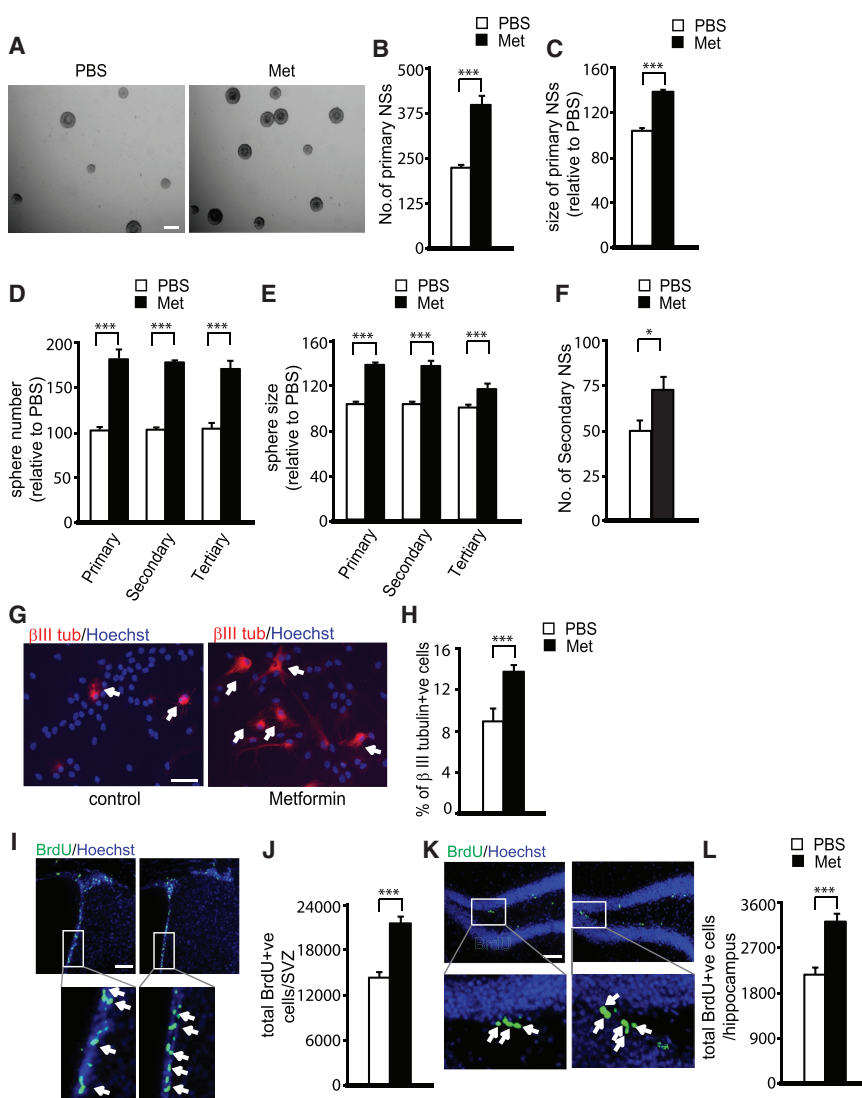 A
PBS
Met
B
PBS
Met
***
500
375
250
125
0
No.of primary NSs
C
PBS
Met
***
160
120
80
40
0
size of primary NSs
(relative to PBS)
D
PBS
Met
***
***
***
200
150
100
50
0
sphere number
(relative to PBS)
Primary
Secondary
Tertiary
E
PBS
Met
***
***
***
160
120
80
40
0
sphere size
(relative to PBS)
Primary
Secondary
Tertiary
F
PBS
Met
*
100
75
50
25
0
No. of Secondary NSs
G
βIII tub/Hoechst
βIII tub/Hoechst
control
Metformin
H
PBS
Met
***
16
12
8
4
0
% of β III tubulin+ve cells
I
BrdU/Hoechst
J
***
24000
18000
12000
6000
0
total BrdU+ve
cells/SVZ
K
BrdU/Hoechst
BrdU
L
PBS
Met
***
3600
2700
1800
900
0
total BrdU+ve cells
/hippocampus